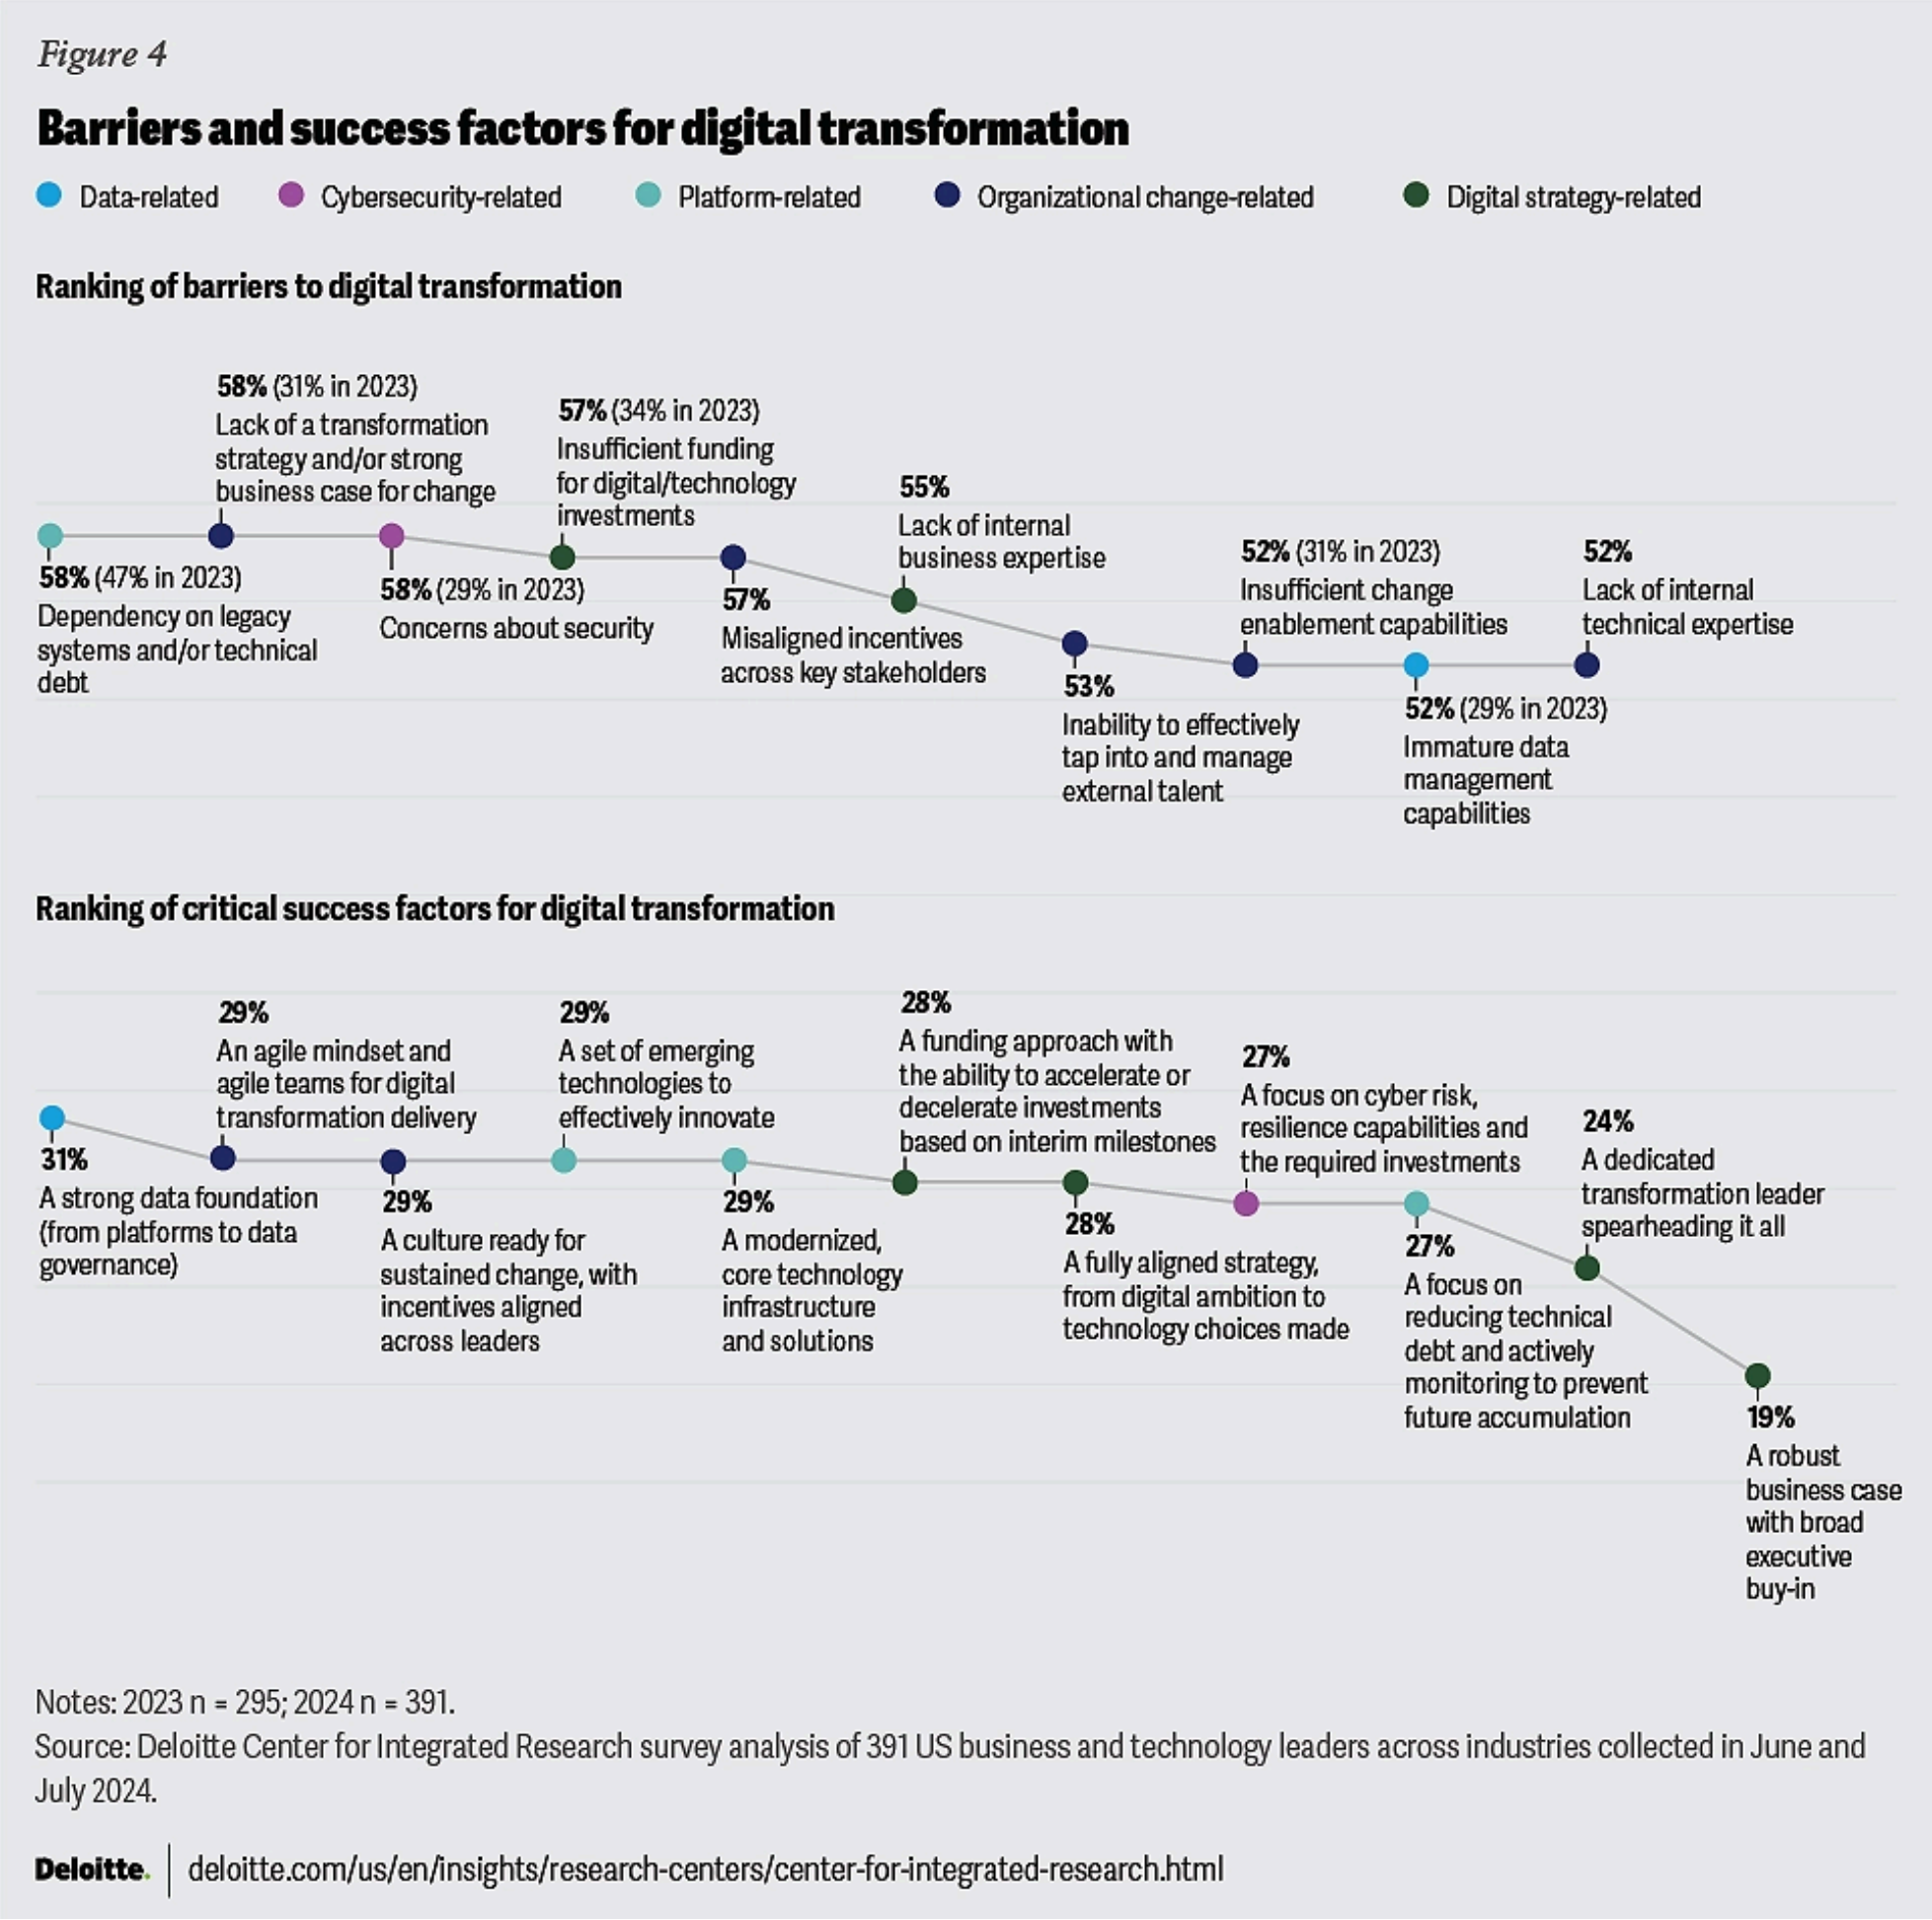 Figure 4
Barriers and success factors for digital transformation
Data-related
Cybersecurity-related
Platform-related
Organizational change-related
Digital strategy-related
Ranking of barriers to digital transformation
58% (47% in 2023)
Dependency on legacy
systems and/or technical
debt
58% (31% in 2023)
Lack of a transformation
strategy and/or strong
business case for change
58% (29% in 2023)
Concerns about security
57% (34% in 2023)
Insufficient funding
for digital/technology
investments
57%
Misaligned incentives
across key stakeholders
55%
Lack of internal
business expertise
53%
Inability to effectively
tap into and manage
external talent
52% (31% in 2023)
Insufficient change
enablement capabilities
52% (29% in 2023)
Immature data
management
capabilities
52%
Lack of internal
technical expertise
Ranking of critical success factors for digital transformation
31%
A strong data foundation
(from platforms to data
governance)
29%
An agile mindset and
agile teams for digital
transformation delivery
29%
A culture ready for
sustained change, with
incentives aligned
across leaders
29%
A set of emerging
technologies to
effectively innovate
29%
A modernized,
core technology
infrastructure
and solutions
28%
A funding approach with
the ability to accelerate or
decelerate investments
based on interim milestones
28%
A fully aligned strategy,
from digital ambition to
technology choices made
27%
A focus on cyber risk,
resilience capabilities and
the required investments
27%
A focus on
reducing technical
debt and actively
monitoring to prevent
future accumulation
24%
A dedicated
transformation leader
spearheading it all
19%
A robust
business case
with broad
executive
buy-in
Notes: 2023 n = 295; 2024 n = 391.
Source: Deloitte Center for Integrated Research survey analysis of 391 US business and technology leaders across industries collected in June and
July 2024.
Deloitte.
deloitte.com/us/en/insights/research-centers/center-for-integrated-research.html